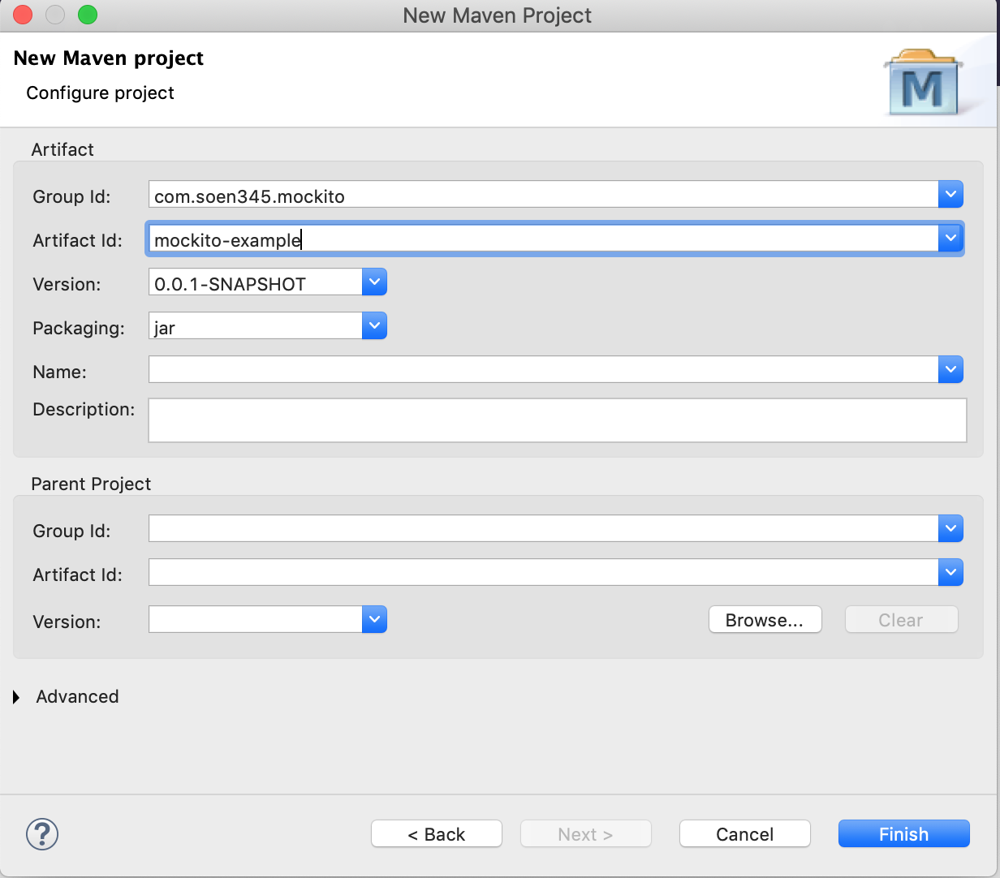 New Maven Project
New Maven project
Configure project
M
Artifact
Group Id: com.soen345.mockito
Artifact Id: mockito-example
Version: 0.0.1-SNAPSHOT
Packaging: jar
Name:
Description:
Parent Project
Group Id:
Artifact Id:
Version:
Browse... Clear
Advanced
? < Back Next > Cancel Finish